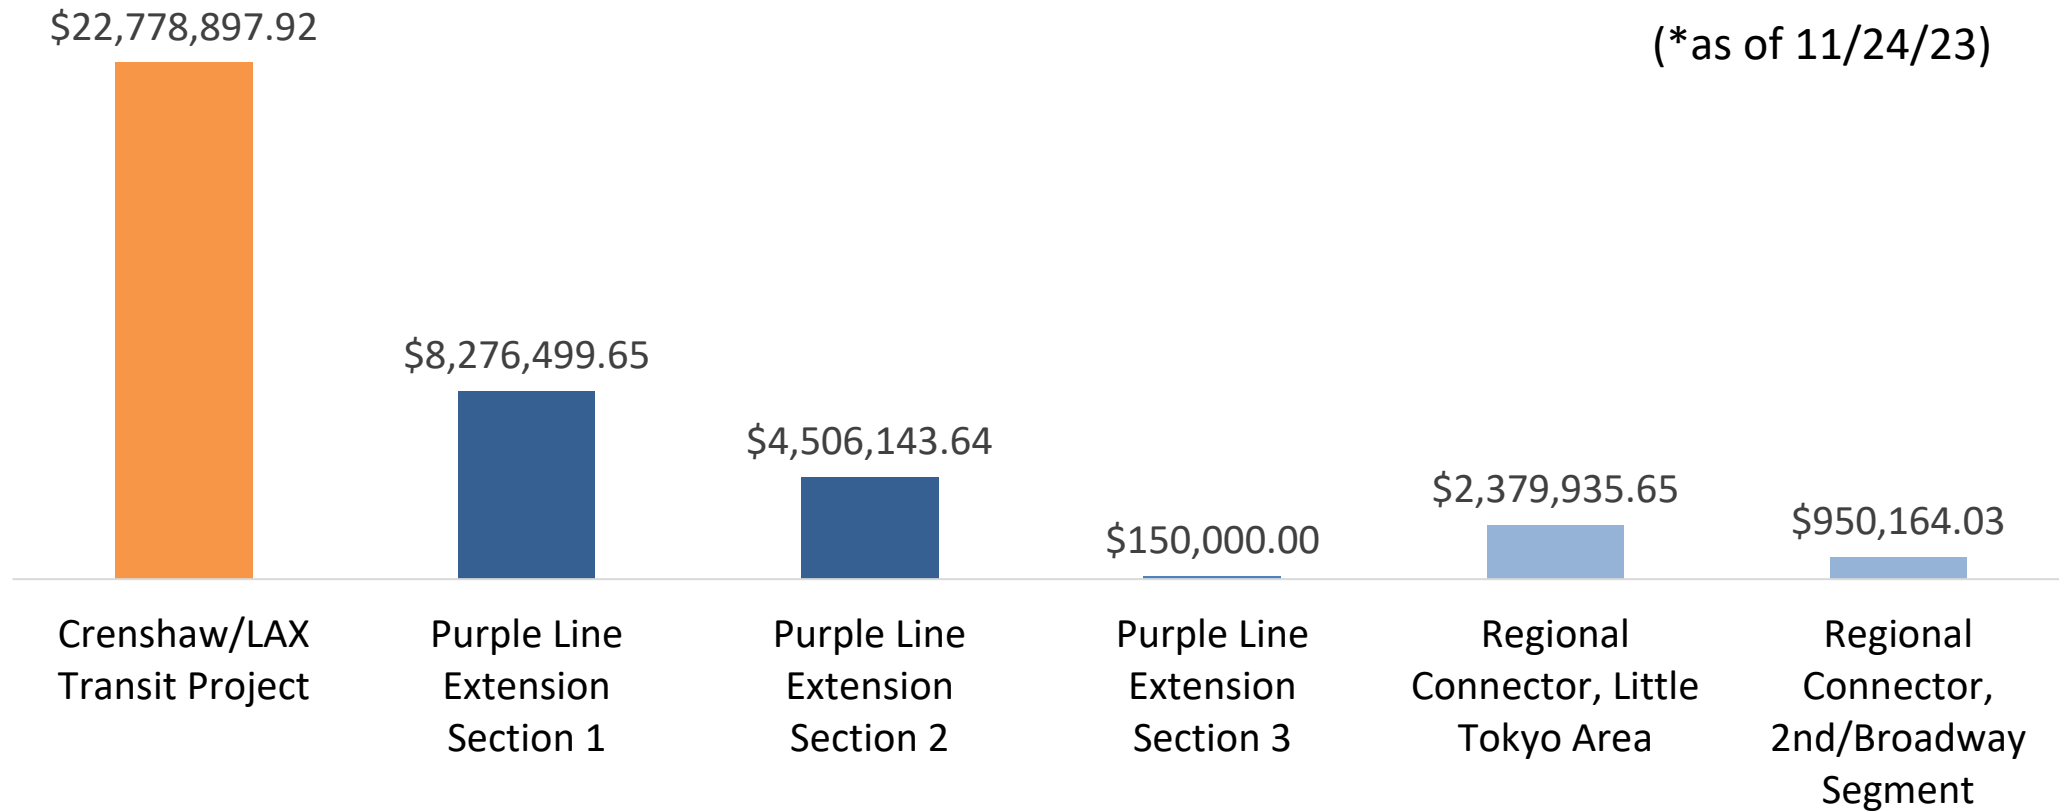 $22,778,897.92
(*as of 11/24/23)
$8,276,499.65
$4,506,143.64
$150,000.00
$2,379,935.65
$950,164.03
Crenshaw/LAX
Transit Project
Purple Line
Extension
Section 1
Purple Line
Extension
Section 2
Purple Line
Extension
Section 3
Regional
Connector, Little
Tokyo Area
Regional
Connector,
2nd/Broadway
Segment